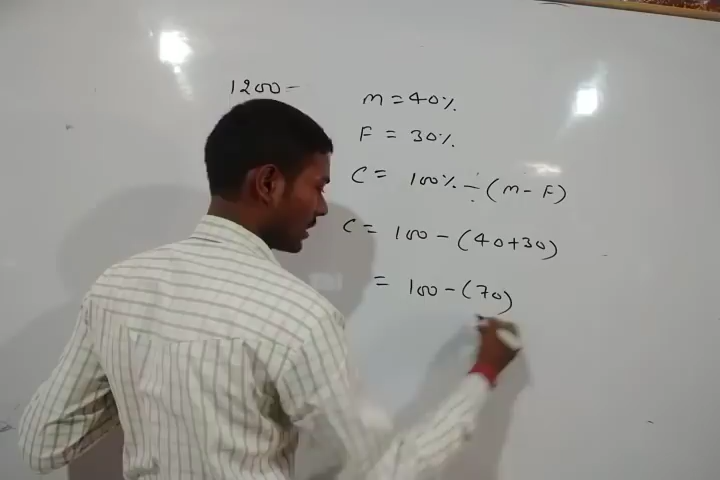 1200 -
m = 40%.
F = 30%.
C = 100% - (m - F)
C = 100 - (40+30)
= 100 - (70)